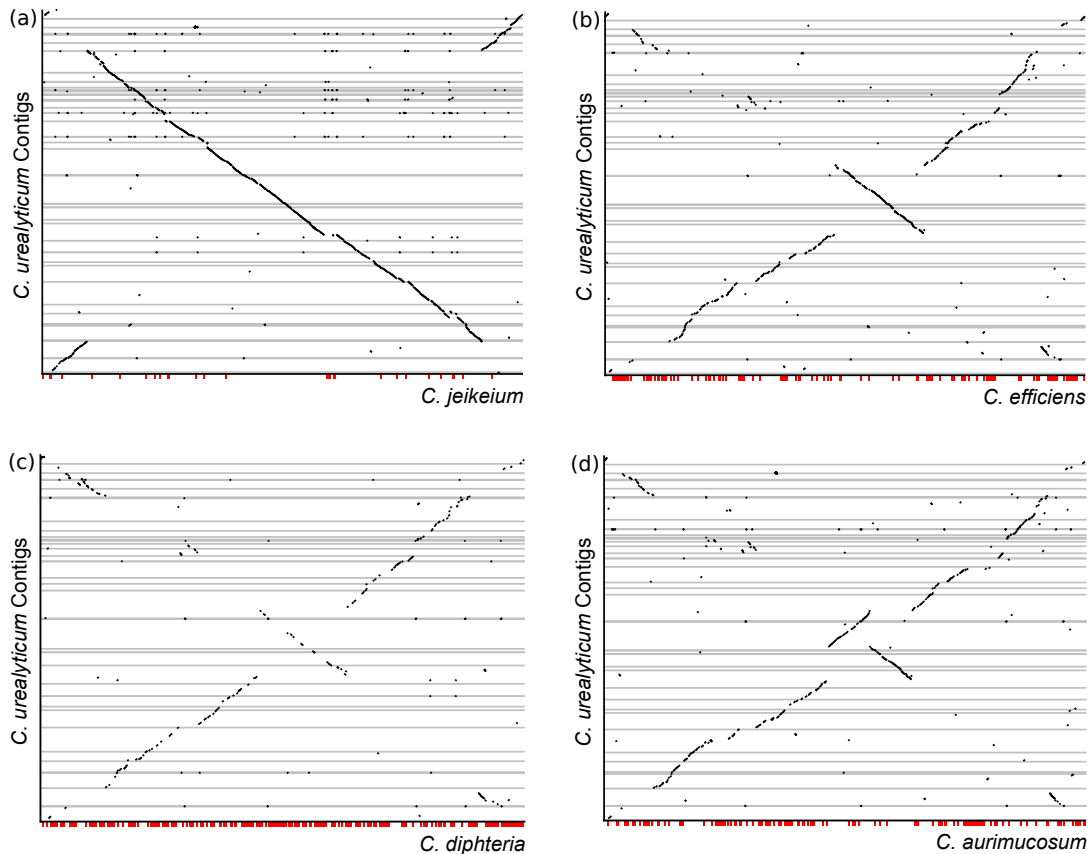 (a)
C. urealyticum Contigs
C. jeikeium
(b)
C. urealyticum Contigs
C. efficiens
(c)
C. urealyticum Contigs
C. diphteria
(d)
C. urealyticum Contigs
C. aurimucosum